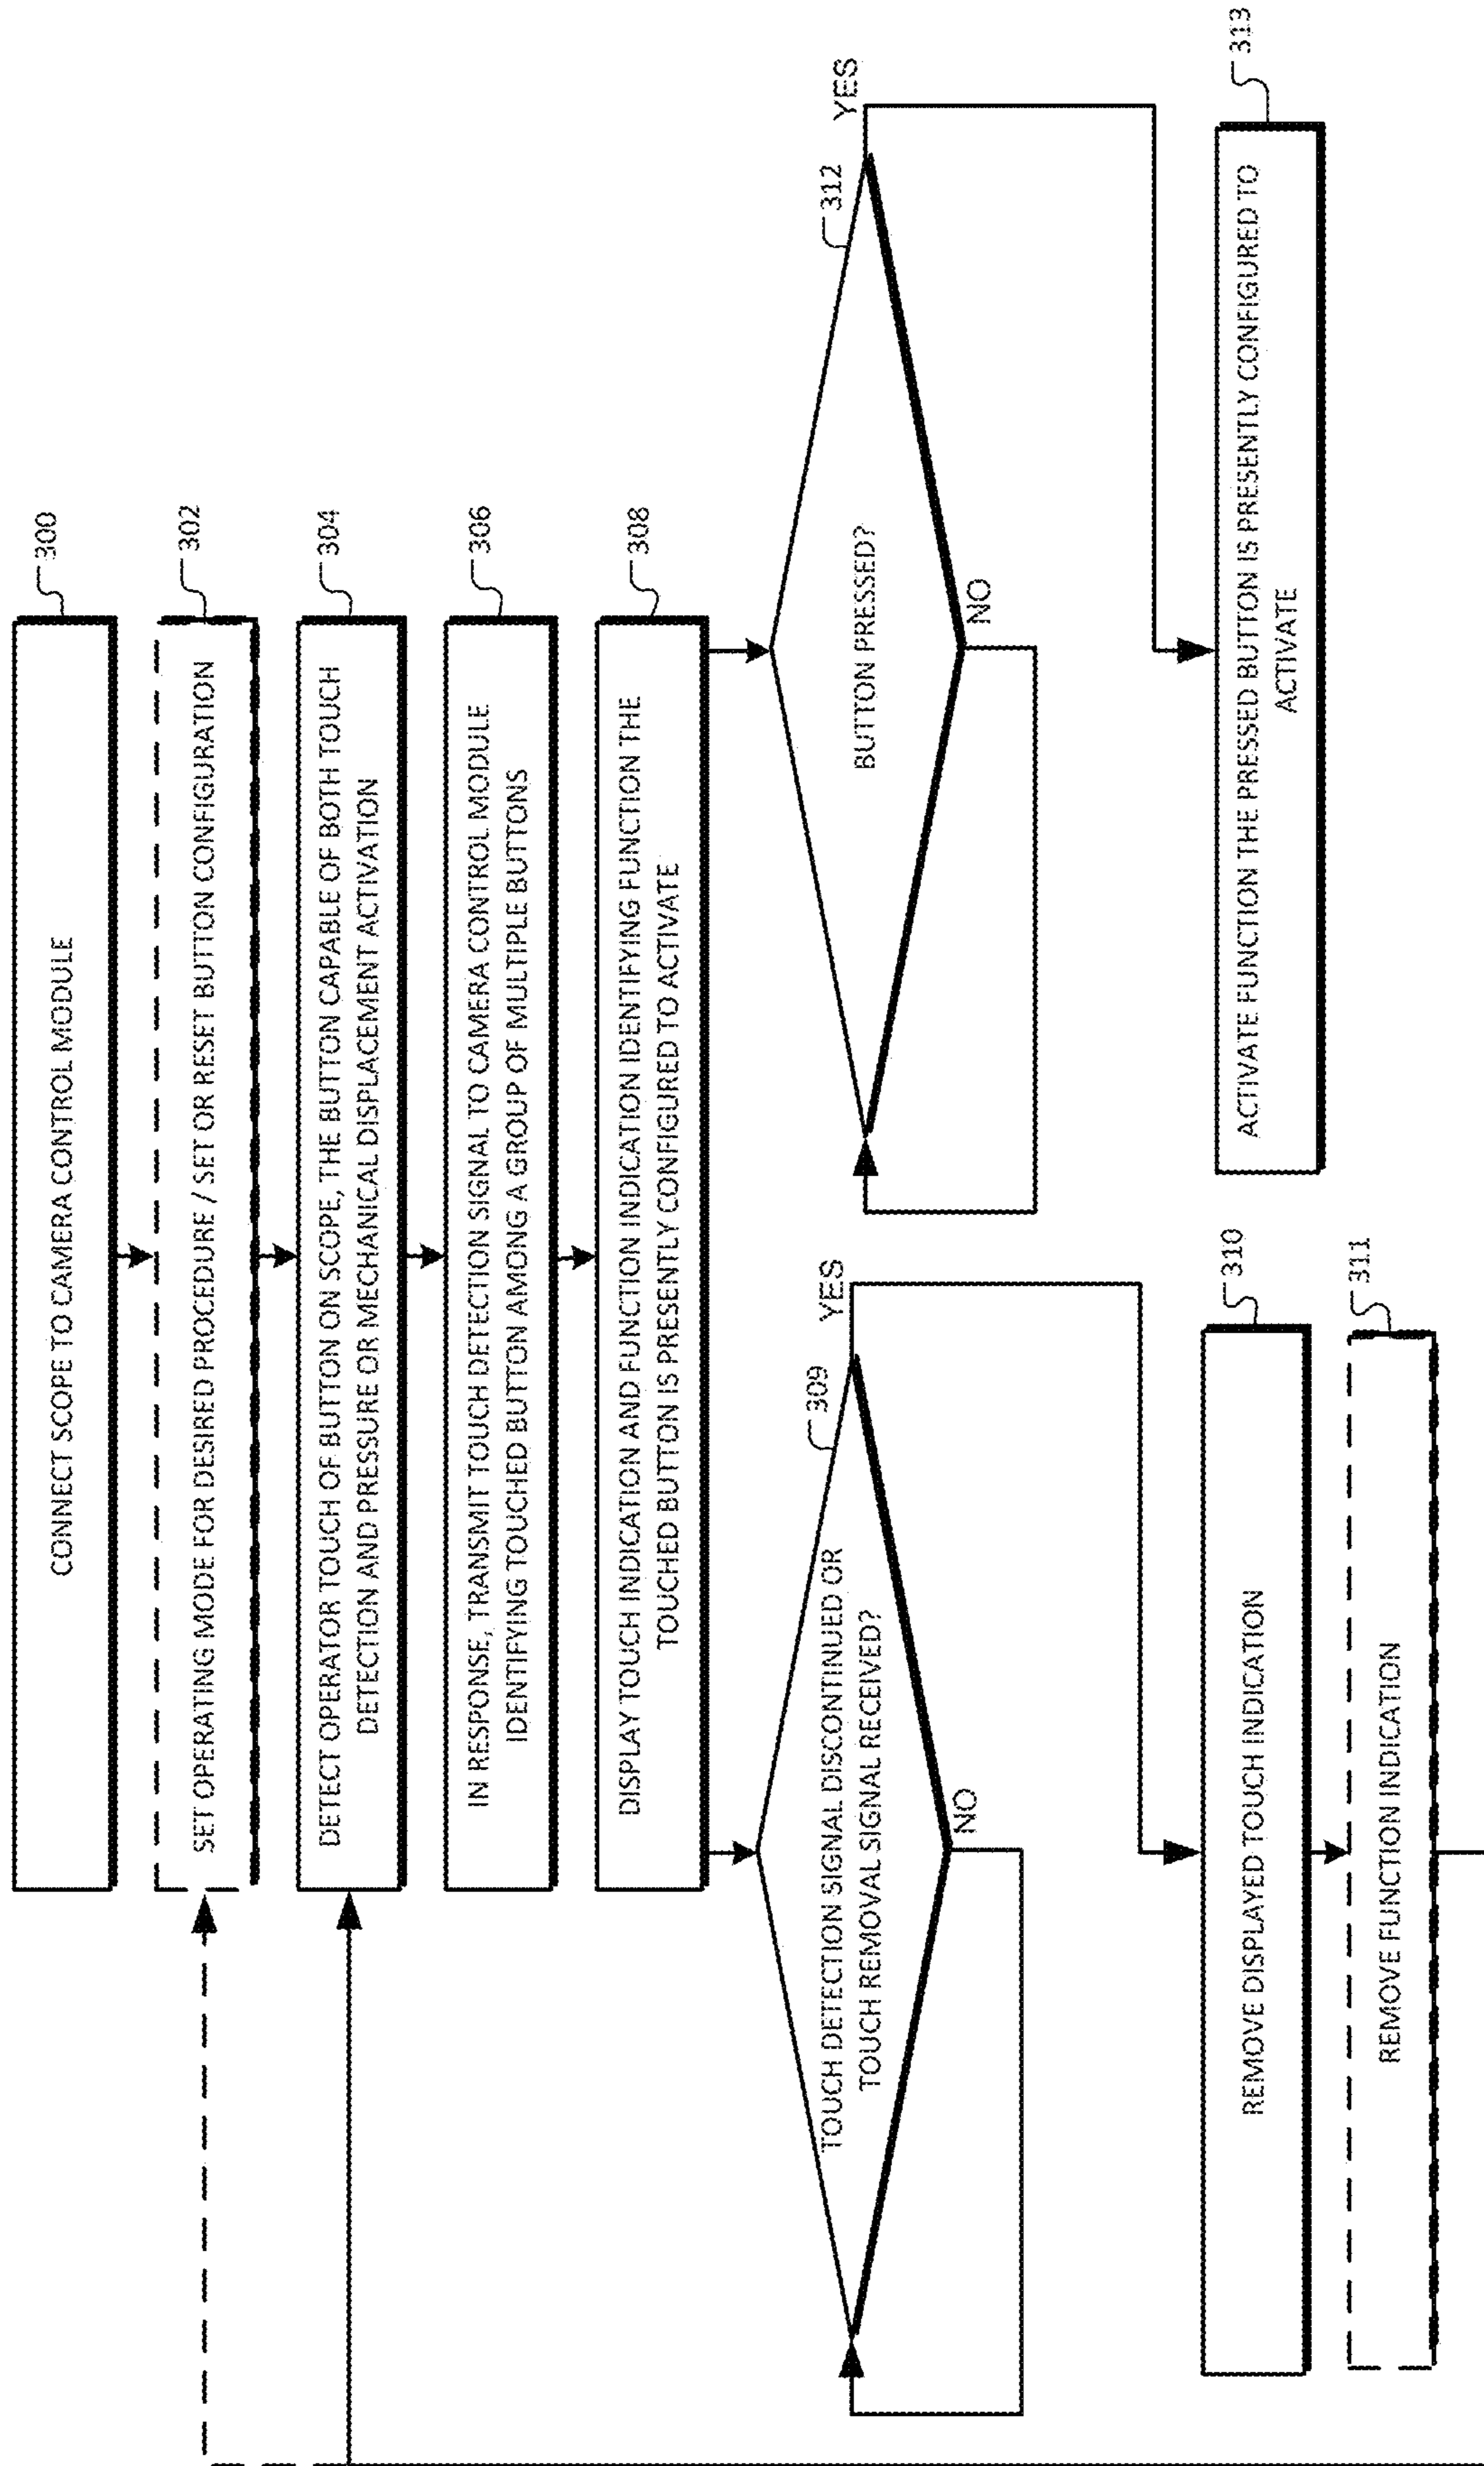 CONNECT SCOPE TO CAMERA CONTROL MODULE
300
SET OPERATING MODE FOR DESIRED PROCEDURE / SET OR RESET BUTTON CONFIGURATION
302
DETECT OPERATOR TOUCH OF BUTTON ON SCOPE, THE BUTTON CAPABLE OF BOTH TOUCH
DETECTION AND PRESSURE OR MECHANICAL DISPLACEMENT ACTIVATION
304
IN RESPONSE, TRANSMIT TOUCH DETECTION SIGNAL TO CAMERA CONTROL MODULE
IDENTIFYING TOUCHED BUTTON AMONG A GROUP OF MULTIPLE BUTTONS
306
DISPLAY TOUCH INDICATION AND FUNCTION INDICATION IDENTIFYING FUNCTION THE
TOUCHED BUTTON IS PRESENTLY CONFIGURED TO ACTIVATE
308
TOUCH DETECTION SIGNAL DISCONTINUED OR
TOUCH REMOVAL SIGNAL RECEIVED?
309
YES
NO
BUTTON PRESSED?
312
YES
NO
REMOVE DISPLAYED TOUCH INDICATION
310
REMOVE FUNCTION INDICATION
311
ACTIVATE FUNCTION THE PRESSED BUTTON IS PRESENTLY CONFIGURED TO
ACTIVATE
313